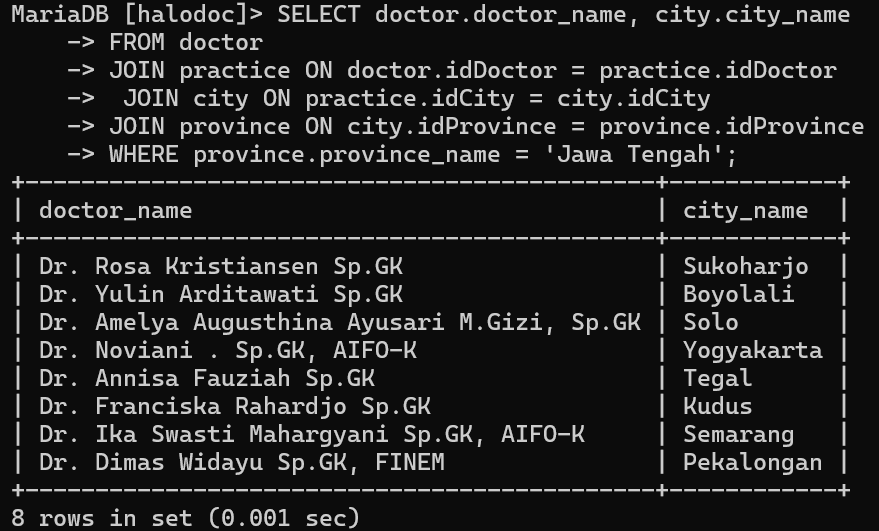 MariaDB [halodoc]> SELECT doctor.doctor_name, city.city_name
    -> FROM doctor
    -> JOIN practice ON doctor.idDoctor = practice.idDoctor
    ->  JOIN city ON practice.idCity = city.idCity
    -> JOIN province ON city.idProvince = province.idProvince
    -> WHERE province.province_name = 'Jawa Tengah';
+---------------------------------------------+------------+
| doctor_name                                 | city_name  |
+---------------------------------------------+------------+
| Dr. Rosa Kristiansen Sp.GK                  | Sukoharjo  |
| Dr. Yulin Arditawati Sp.GK                  | Boyolali   |
| Dr. Amelya Augusthina Ayusari M.Gizi, Sp.GK | Solo       |
| Dr. Noviani . Sp.GK, AIFO-K                 | Yogyakarta |
| Dr. Annisa Fauziah Sp.GK                    | Tegal      |
| Dr. Franciska Rahardjo Sp.GK                | Kudus      |
| Dr. Ika Swasti Mahargyani Sp.GK, AIFO-K     | Semarang   |
| Dr. Dimas Widayu Sp.GK, FINEM               | Pekalongan |
+---------------------------------------------+------------+
8 rows in set (0.001 sec)